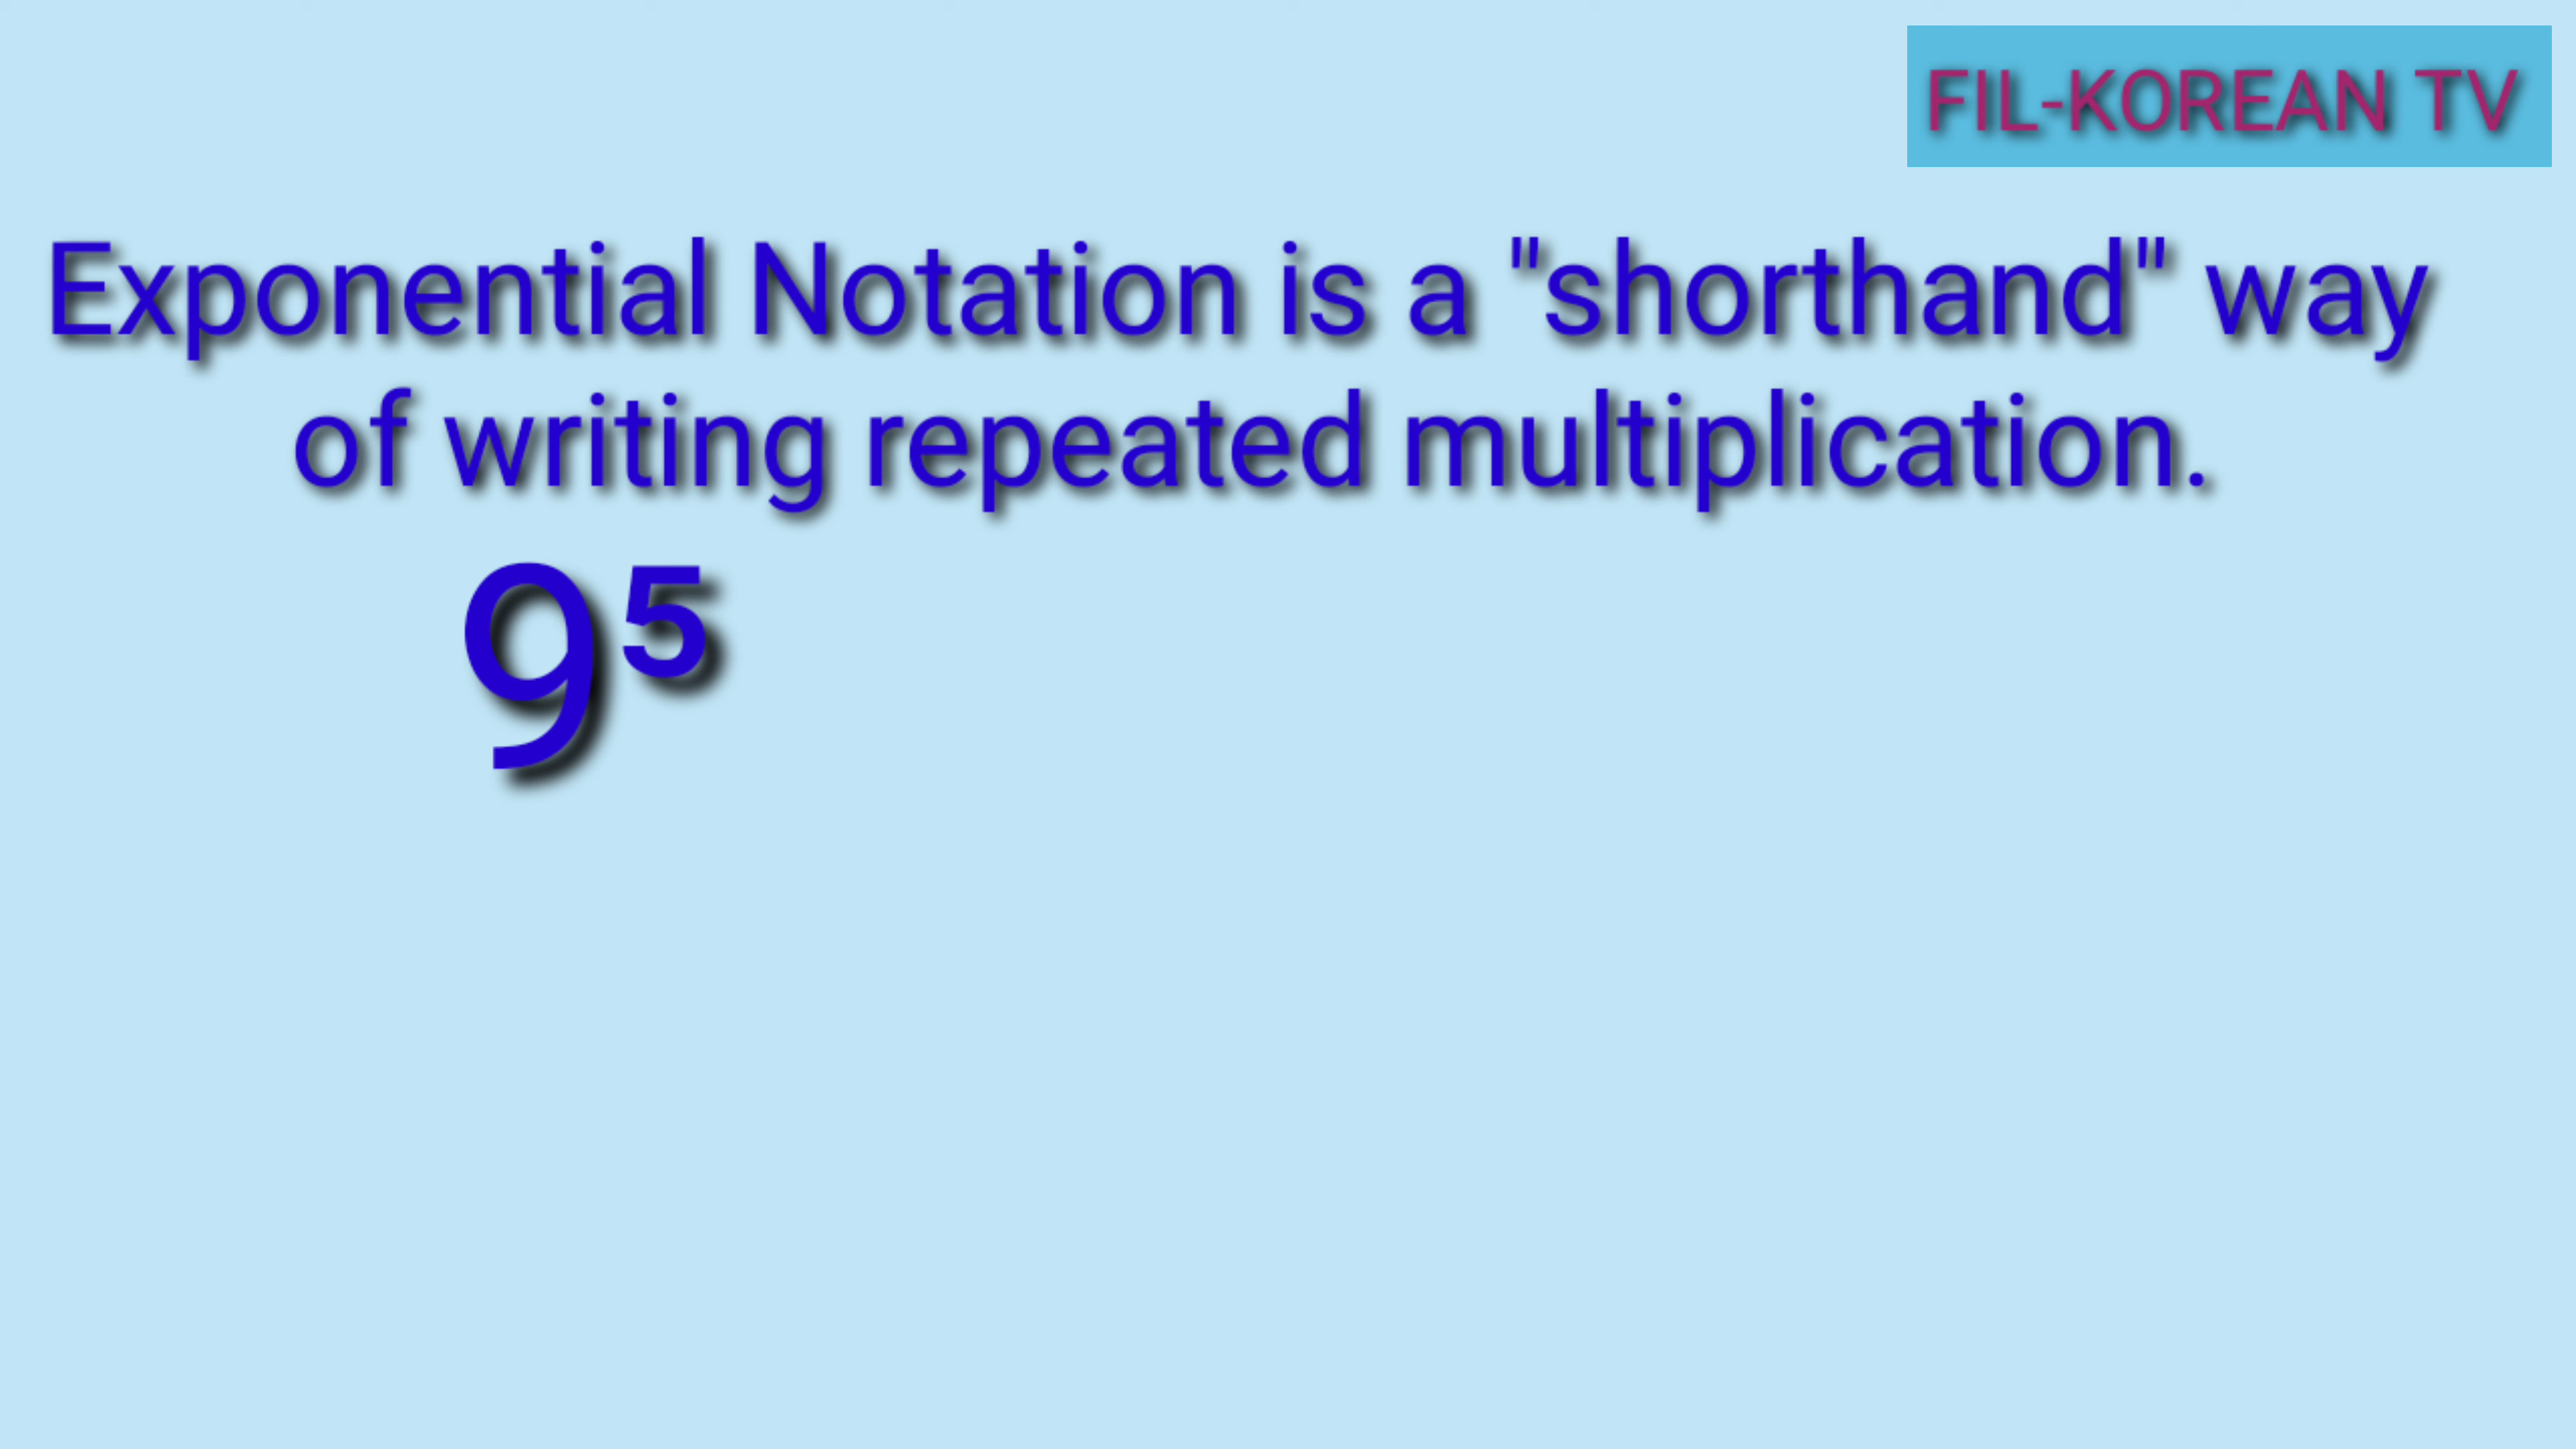 FIL-KOREAN TV
Exponential Notation is a "shorthand" way
of writing repeated multiplication.
9⁵